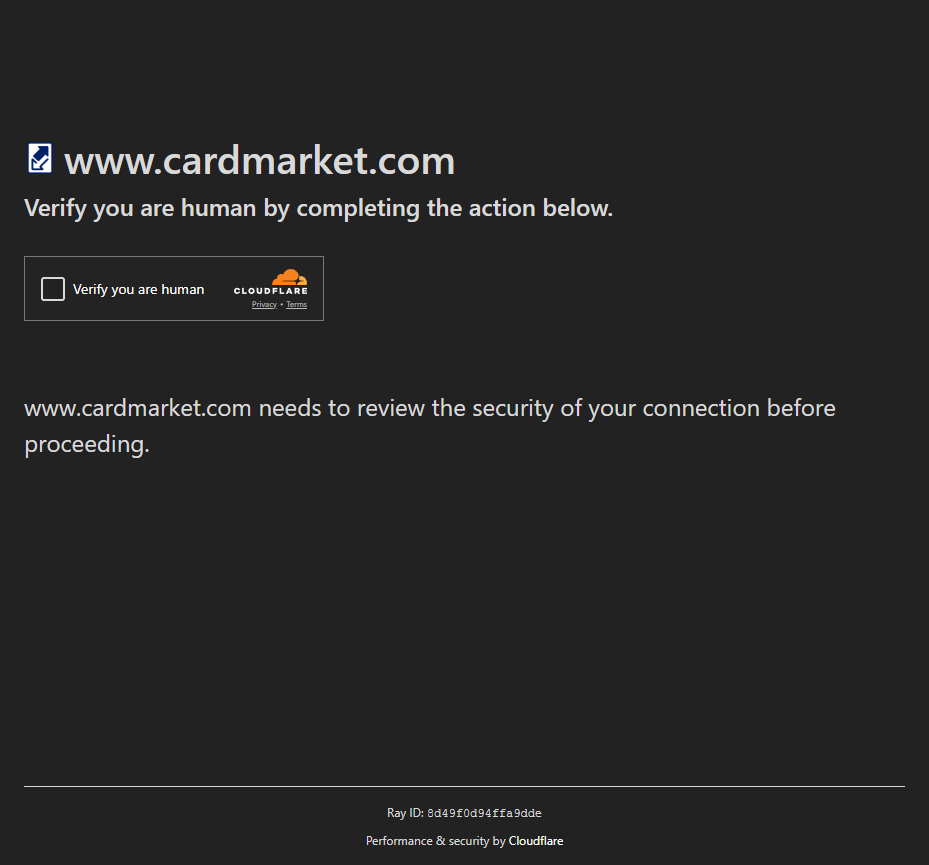 www.cardmarket.com
Verify you are human by completing the action below.
Verify you are human
CLOUDFLARE
Privacy • Terms
www.cardmarket.com needs to review the security of your connection before
proceeding.
Ray ID: 8d49f0d94ffa9dde
Performance & security by Cloudflare